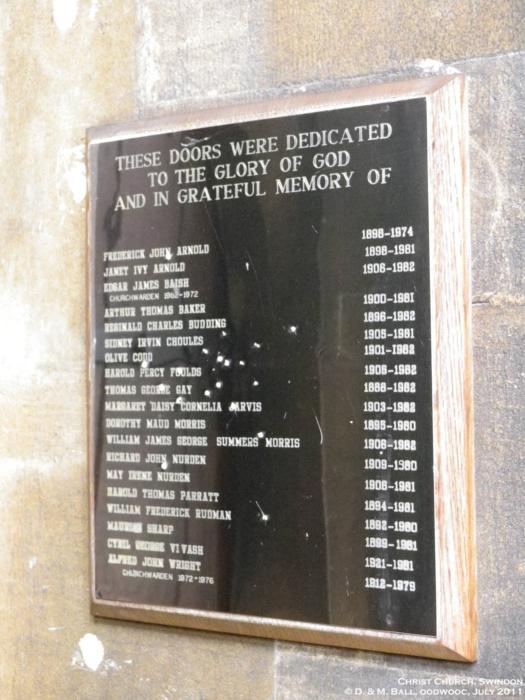 THESE DOORS WERE DEDICATED
TO THE GLORY OF GOD
AND IN GRATEFUL MEMORY OF
FREDERICK JOHN ARNOLD 1898-1974
JANET IVY ARNOLD 1898-1981
EDGAR JAMES BAISH 1908-1982
CHURCHWARDEN 1962-1972
ARTHUR THOMAS BAKER 1900-1981
REGINALD CHARLES BUDDING 1896-1982
SIDNEY IRVIN CHOULES 1905-1981
OLIVE CODD 1901-1982
HAROLD PERCY FOULDS 1908-1982
THOMAS GEORGE GAY 1888-1982
MARGARET DAISY CORNELIA JARVIS 1903-1982
DOROTHY MAUD MORRIS 1895-1980
WILLIAM JAMES GEORGE SUMMERS MORRIS 1906-1982
RICHARD JOHN NURDEN 1909-1980
MAY IRENE NURDEN 1908-1981
HAROLD THOMAS PARRATT 1894-1981
WILLIAM FREDERICK RUDMAN 1892-1980
MAURICE SHARP 1899-1981
CYRIL GEORGE VIVASH 1921-1981
ALFRED JOHN WRIGHT 1912-1979
CHURCHWARDEN 1972-1976
Christ Church, Swindon
© D. & M. Ball, oodwooc, July 2011